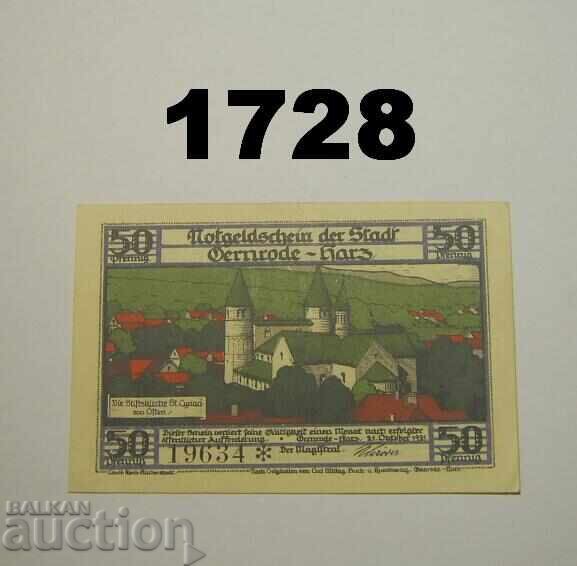 1728
50 Notgeldschein der Stadt 50
Pfennig Gernrode - Harz Pfennig
Die Stiftskirche St. Cyriaci
von Osten
Dieser Schein verliert seine Gültigkeit einen Monat nach erfolgter
öffentlicher Aufforderung. Gernrode-Harz, 31. Oktober 1921
50 19634 * Der Magistrat 50
Pfennig Pfennig
BALKAN
auction